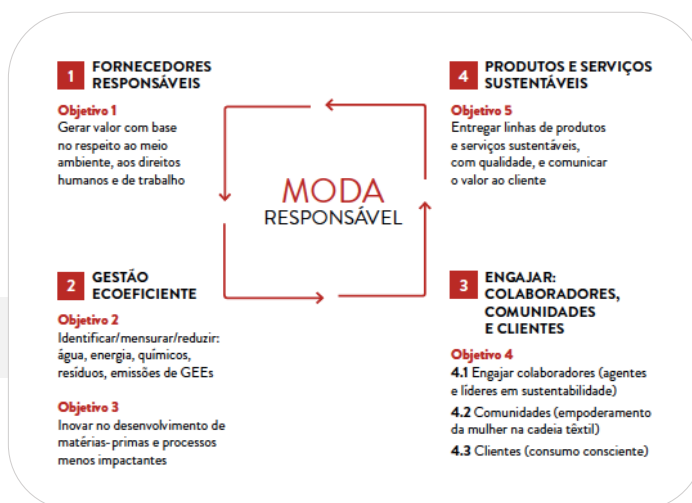 1
FORNECEDORES
RESPONSÁVEIS
Objetivo 1
Gerar valor com base
no respeito ao meio
ambiente, aos direitos
humanos e de trabalho
MODA
RESPONSÁVEL
4
PRODUTOS E SERVIÇOS
SUSTENTÁVEIS
Objetivo 5
Entregar linhas de produtos
e serviços sustentáveis,
com qualidade, e comunicar
o valor ao cliente
2
GESTÃO
ECOEFICIENTE
Objetivo 2
Identificar/mensurar/reduzir:
água, energia, químicos,
resíduos, emissões de GEEs
Objetivo 3
Inovar no desenvolvimento de
matérias-primas e processos
menos impactantes
3
ENGAJAR:
COLABORADORES,
COMUNIDADES
E CLIENTES
Objetivo 4
4.1 Engajar colaboradores (agentes
e líderes em sustentabilidade)
4.2 Comunidades (empoderamento
da mulher na cadeia têxtil)
4.3 Clientes (consumo consciente)